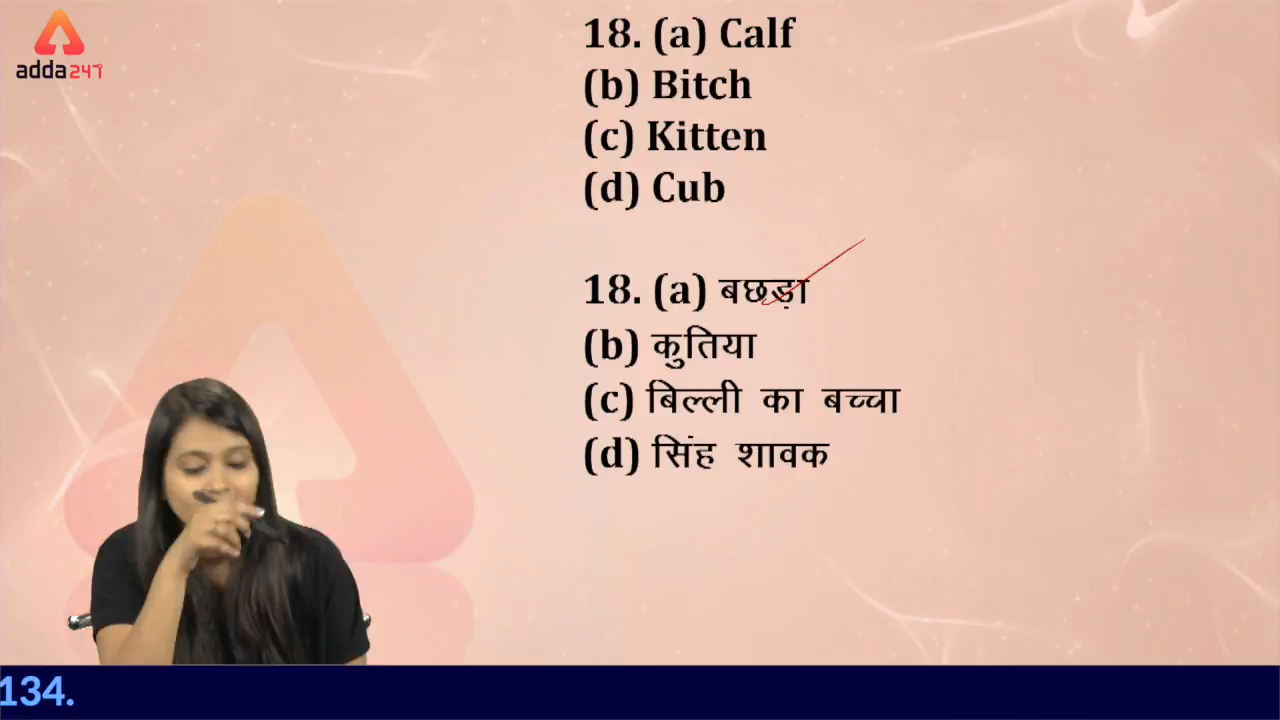 adda247
18. (a) Calf
(b) Bitch
(c) Kitten
(d) Cub
18. (a) बछड़ा
(b) कुतिया
(c) बिल्ली का बच्चा
(d) सिंह शावक
134.